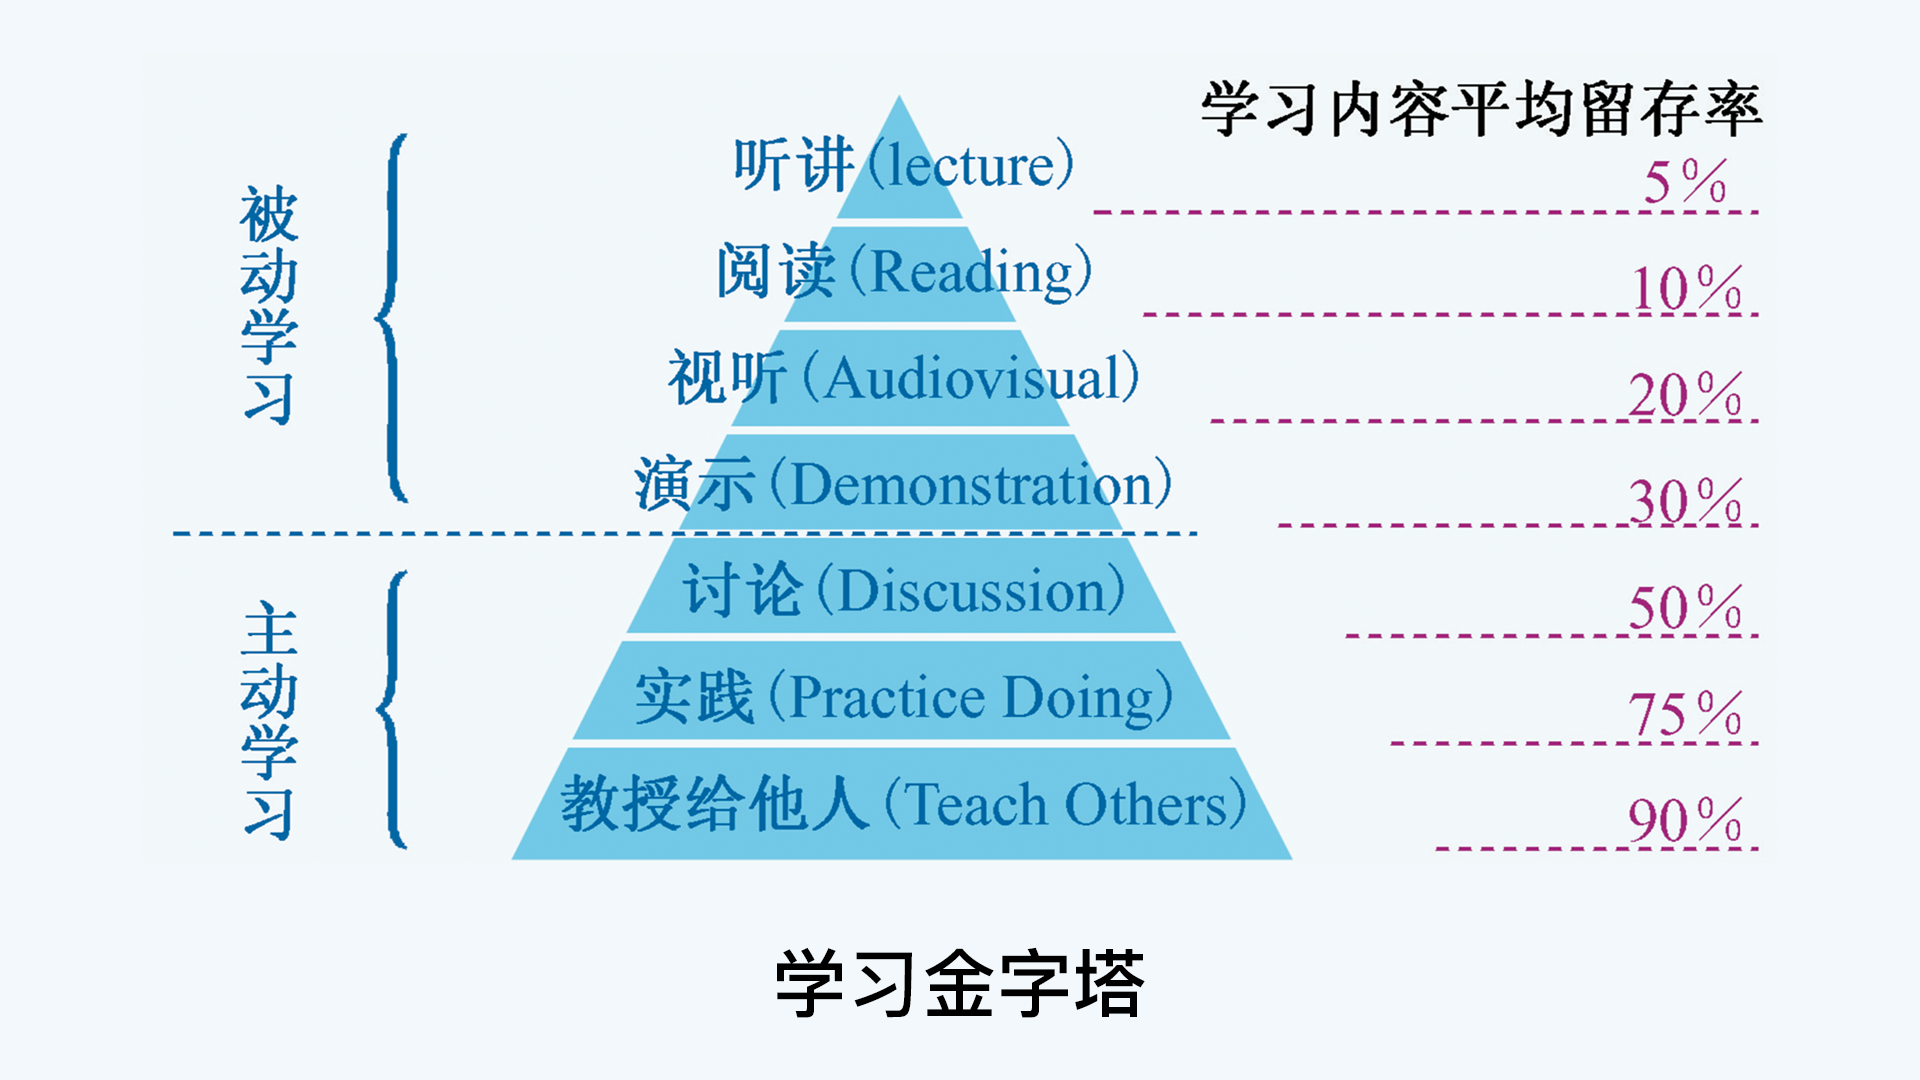 学习内容平均留存率
被动学习
听讲(lecture) 5%
阅读(Reading) 10%
视听(Audiovisual) 20%
演示(Demonstration) 30%
主动学习
讨论(Discussion) 50%
实践(Practice Doing) 75%
教授给他人(Teach Others) 90%
学习金字塔